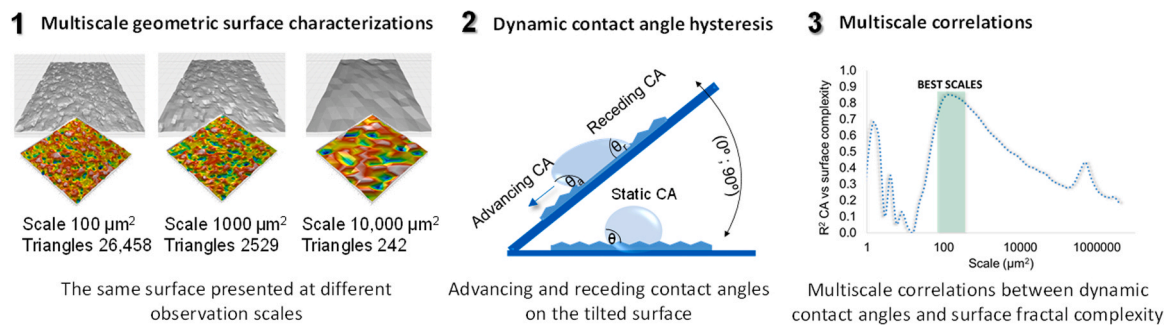 1 Multiscale geometric surface characterizations
Scale 100 µm²
Triangles 26,458
Scale 1000 µm²
Triangles 2529
Scale 10,000 µm²
Triangles 242
The same surface presented at different
observation scales
2 Dynamic contact angle hysteresis
Receding CA
θr
Advancing CA
θa
(0º ; 90º)
Static CA
θ
Advancing and receding contact angles
on the tilted surface
3 Multiscale correlations
R² CA vs surface complexity
1.0
0.9
0.8
0.7
0.6
0.5
0.4
0.3
0.2
0.1
0.0
BEST SCALES
1
100
10000
1000000
Scale (µm²)
Multiscale correlations between dynamic
contact angles and surface fractal complexity